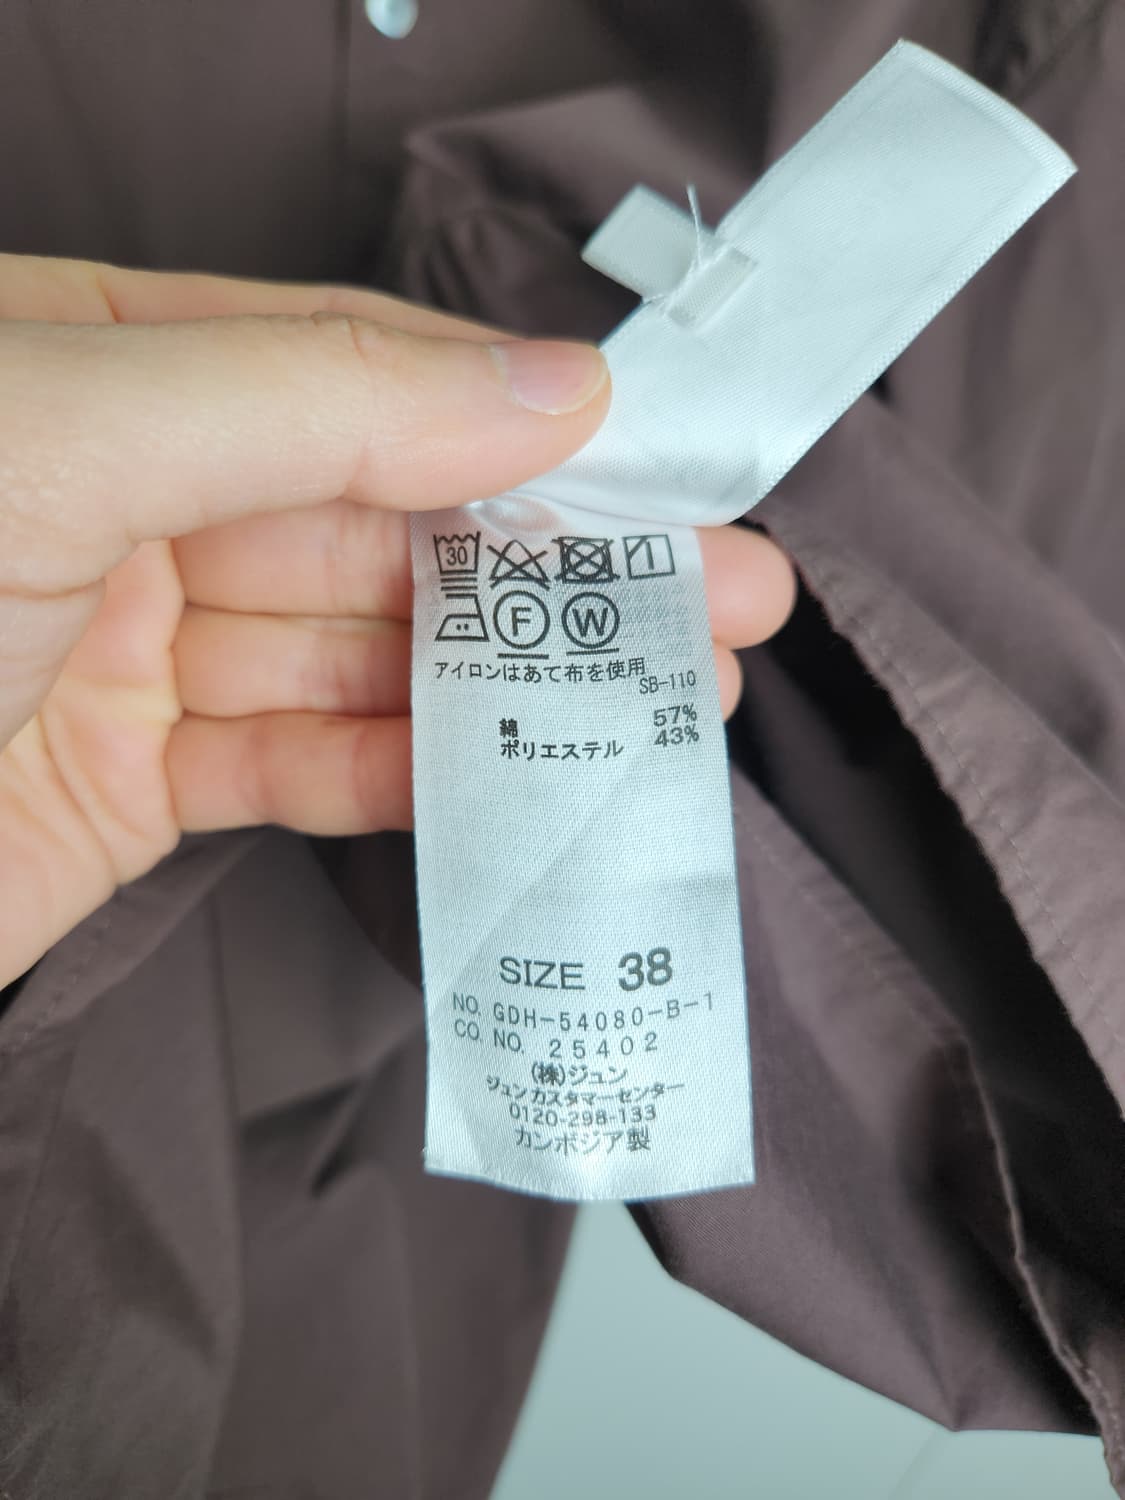 30
F W
アイロンはあて布を使用
SB-110
綿 57%
ポリエステル 43%
SIZE 38
NO. GDH-54080-B-1
CO. NO. 25402
(株)ジュン
ジュンカスタマーセンター
0120-298-133
カンボジア製